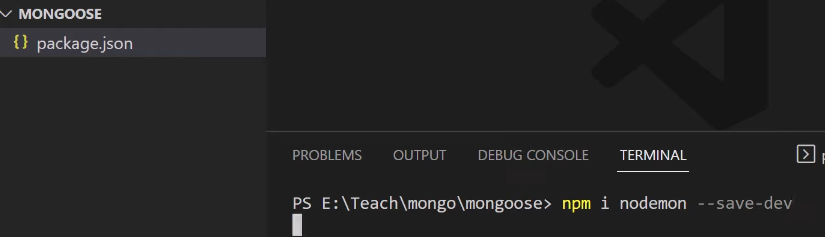 MONGOOSE
{} package.json
PROBLEMS OUTPUT DEBUG CONSOLE TERMINAL
PS E:\Teach\mongo\mongoose> npm i nodemon --save-dev